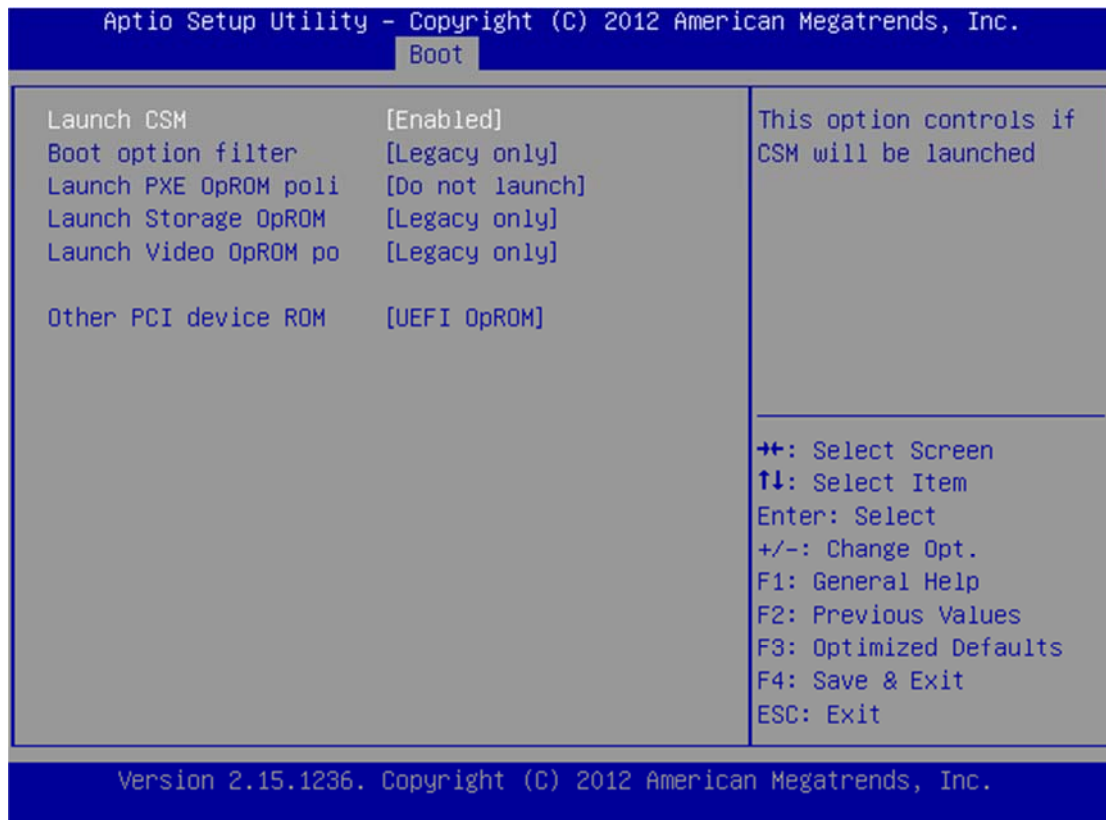 Aptio Setup Utility – Copyright (C) 2012 American Megatrends, Inc.
Boot
Launch CSM [Enabled]
Boot option filter [Legacy only]
Launch PXE OpROM poli [Do not launch]
Launch Storage OpROM [Legacy only]
Launch Video OpROM po [Legacy only]
Other PCI device ROM [UEFI OpROM]
This option controls if
CSM will be launched
→←: Select Screen
↑↓: Select Item
Enter: Select
+/-: Change Opt.
F1: General Help
F2: Previous Values
F3: Optimized Defaults
F4: Save & Exit
ESC: Exit
Version 2.15.1236. Copyright (C) 2012 American Megatrends, Inc.